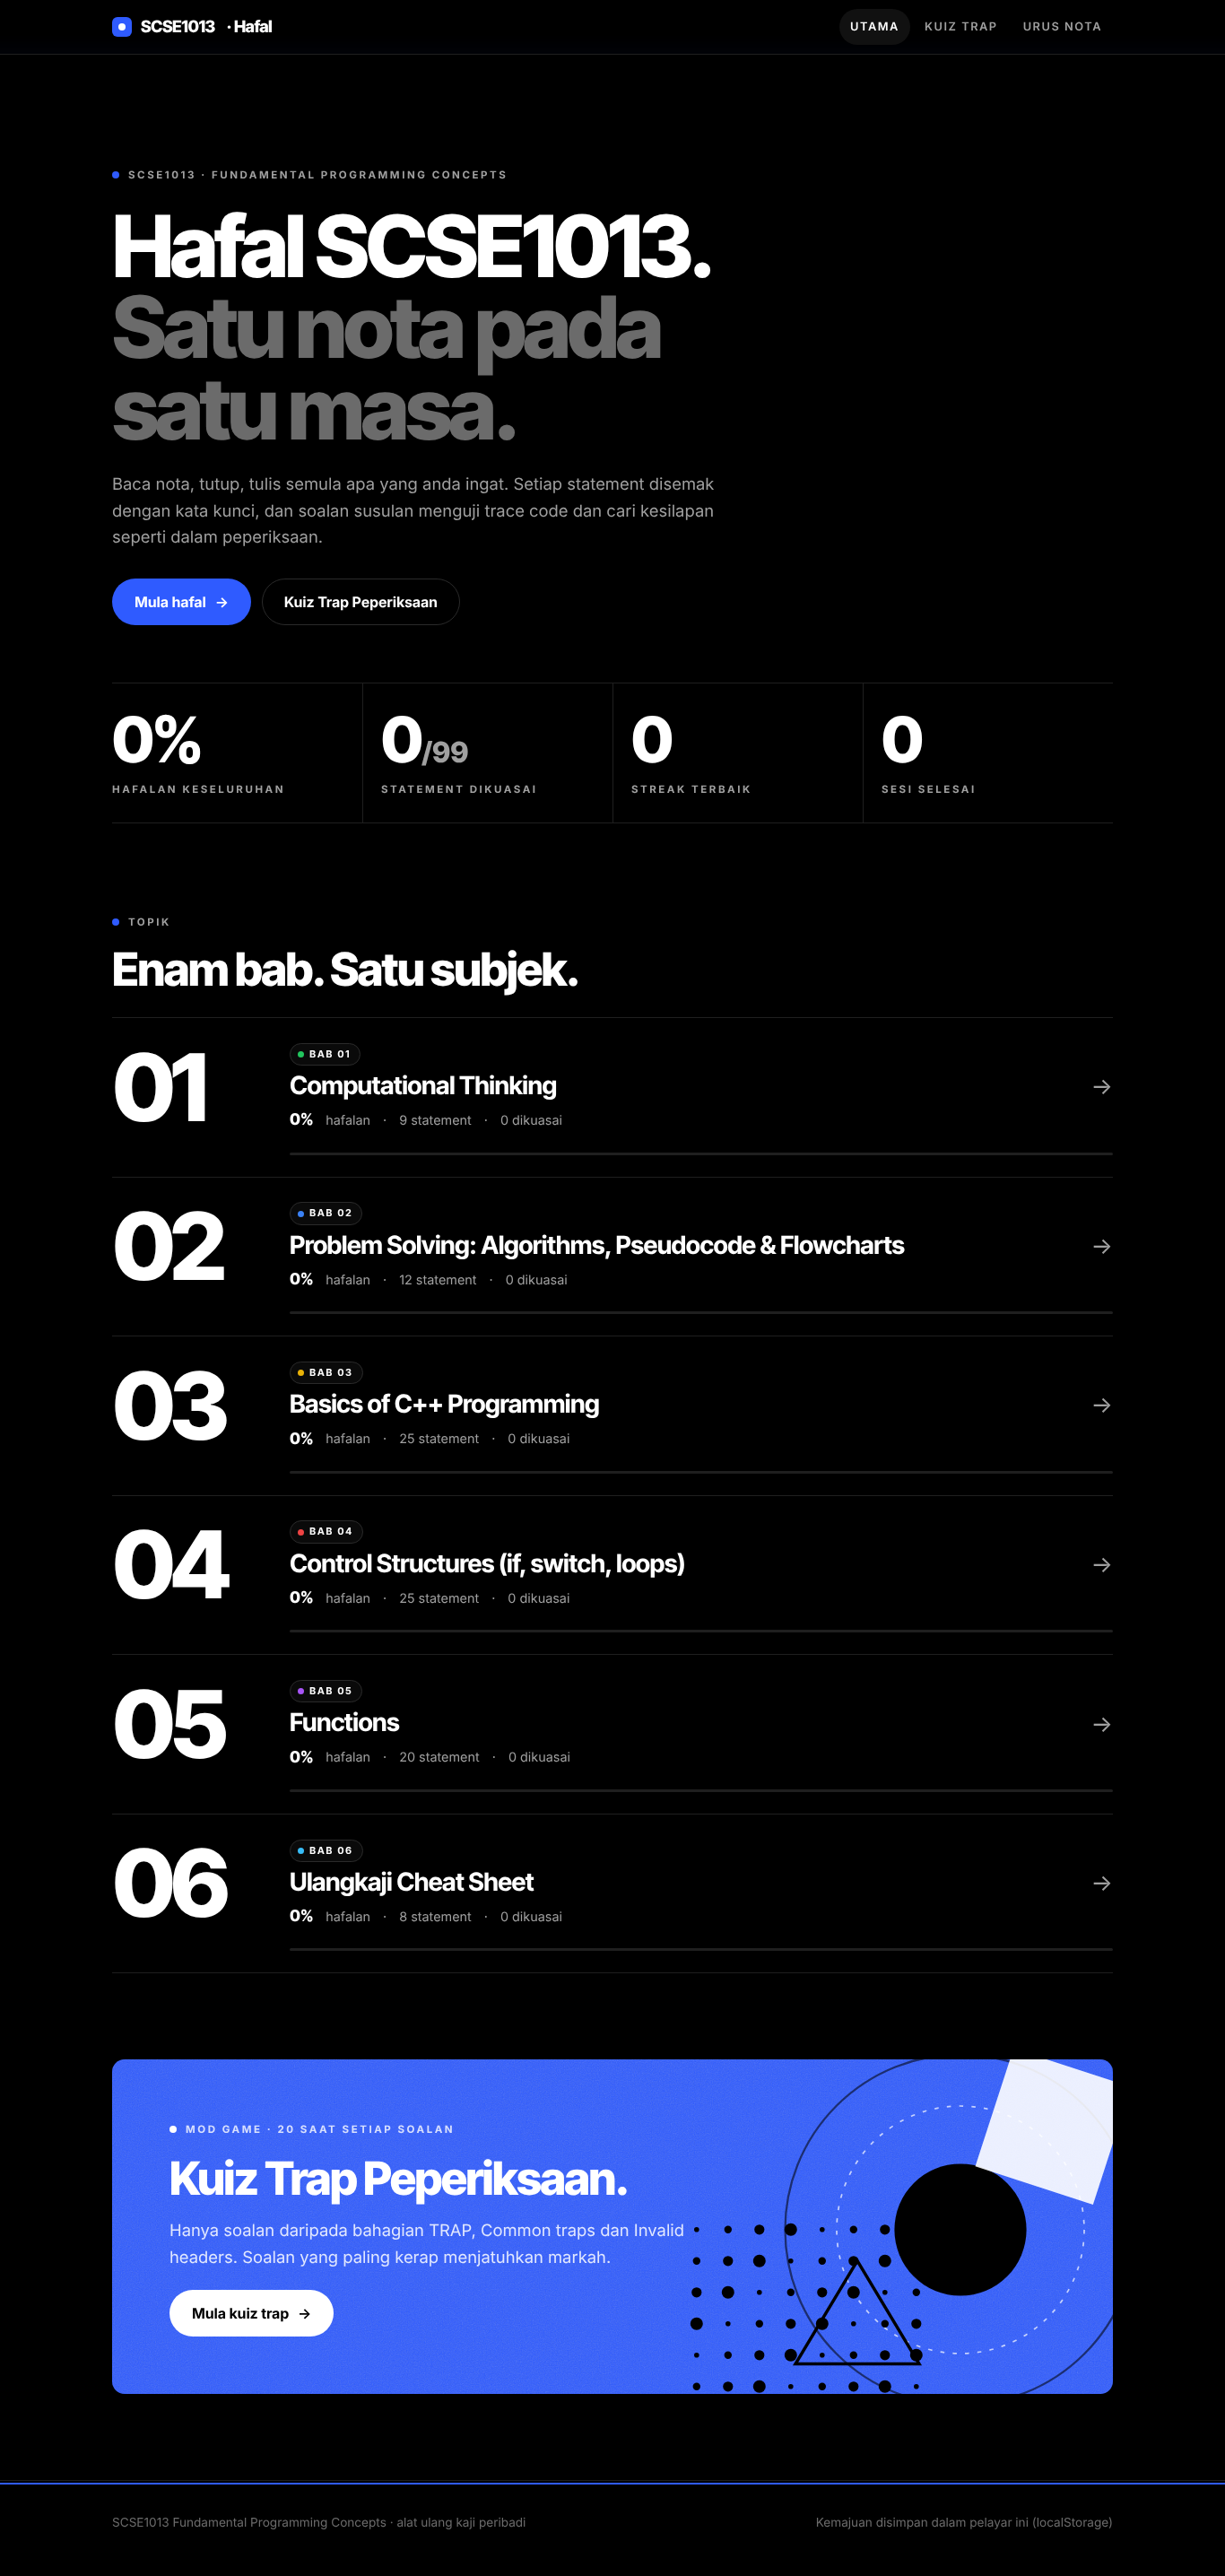 SCSE1013 · Hafal
UTAMA
KUIZ TRAP
URUS NOTA
SCSE1013 · FUNDAMENTAL PROGRAMMING CONCEPTS
Hafal SCSE1013.
Satu nota pada
satu masa.
Baca nota, tutup, tulis semula apa yang anda ingat. Setiap statement disemak
dengan kata kunci, dan soalan susulan menguji trace code dan cari kesilapan
seperti dalam peperiksaan.
Mula hafal →
Kuiz Trap Peperiksaan
0%
HAFALAN KESELURUHAN
0/99
STATEMENT DIKUASAI
0
STREAK TERBAIK
0
SESI SELESAI
TOPIK
Enam bab. Satu subjek.
01
BAB 01
Computational Thinking
0% hafalan · 9 statement · 0 dikuasai
→
02
BAB 02
Problem Solving: Algorithms, Pseudocode & Flowcharts
0% hafalan · 12 statement · 0 dikuasai
→
03
BAB 03
Basics of C++ Programming
0% hafalan · 25 statement · 0 dikuasai
→
04
BAB 04
Control Structures (if, switch, loops)
0% hafalan · 25 statement · 0 dikuasai
→
05
BAB 05
Functions
0% hafalan · 20 statement · 0 dikuasai
→
06
BAB 06
Ulangkaji Cheat Sheet
0% hafalan · 8 statement · 0 dikuasai
→
MOD GAME · 20 SAAT SETIAP SOALAN
Kuiz Trap Peperiksaan.
Hanya soalan daripada bahagian TRAP, Common traps dan Invalid
headers. Soalan yang paling kerap menjatuhkan markah.
Mula kuiz trap →
SCSE1013 Fundamental Programming Concepts · alat ulang kaji peribadi
Kemajuan disimpan dalam pelayar ini (localStorage)